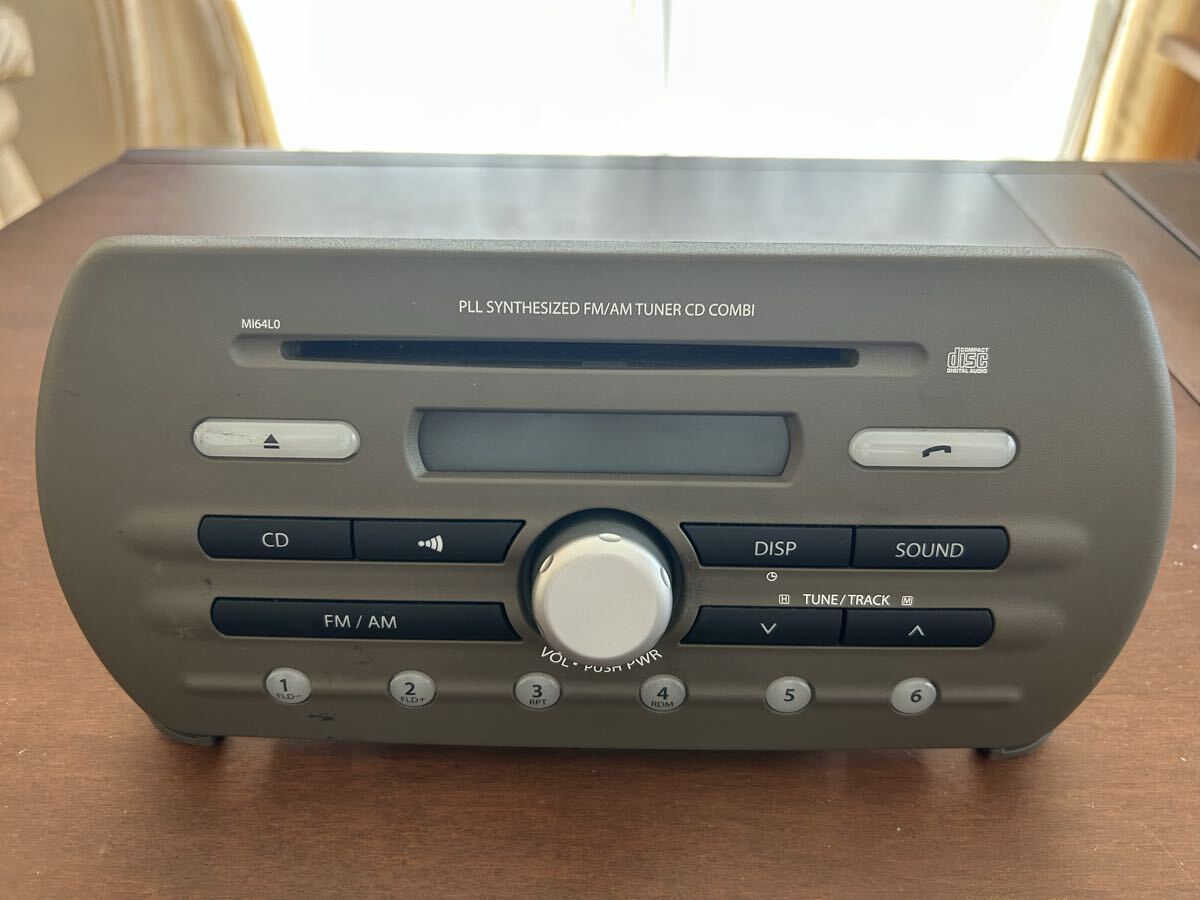 PLL SYNTHESIZED FM/AM TUNER CD COMBI
MI64L0
COMPACT
disc
DIGITAL AUDIO
CD
DISP
SOUND
H TUNE/TRACK M
FM / AM
VOL • PUSH PWR
1
FLD−
2
FLD+
3
RPT
4
RDM
5
6